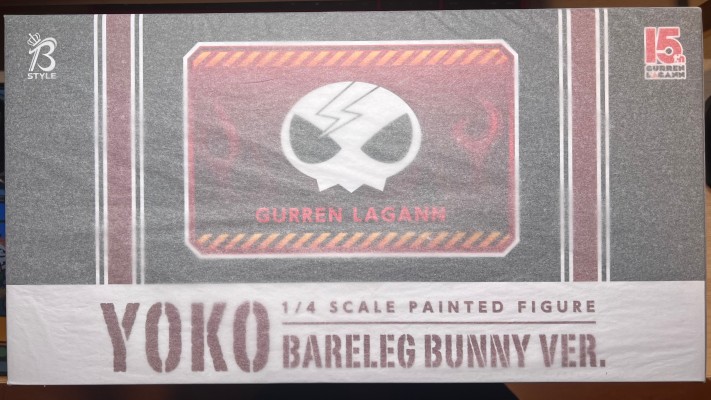 B
STYLE
15th
GURREN
LAGANN
GURREN LAGANN
YOKO
1/4 SCALE PAINTED FIGURE
BARELEG BUNNY VER.